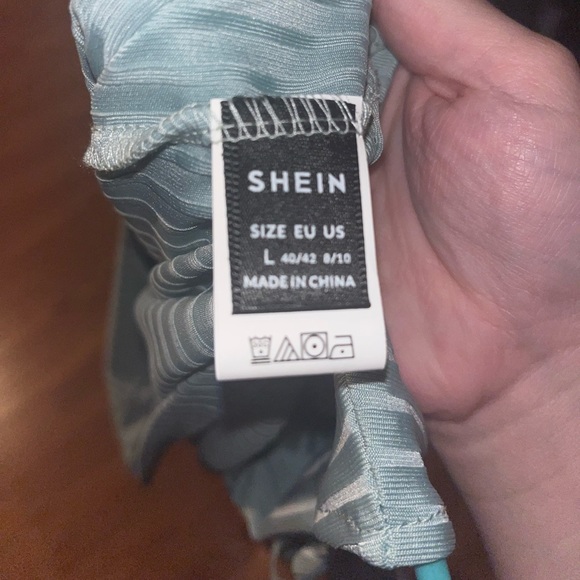 SHEIN
SIZE EU US
L 40/42 8/10
MADE IN CHINA